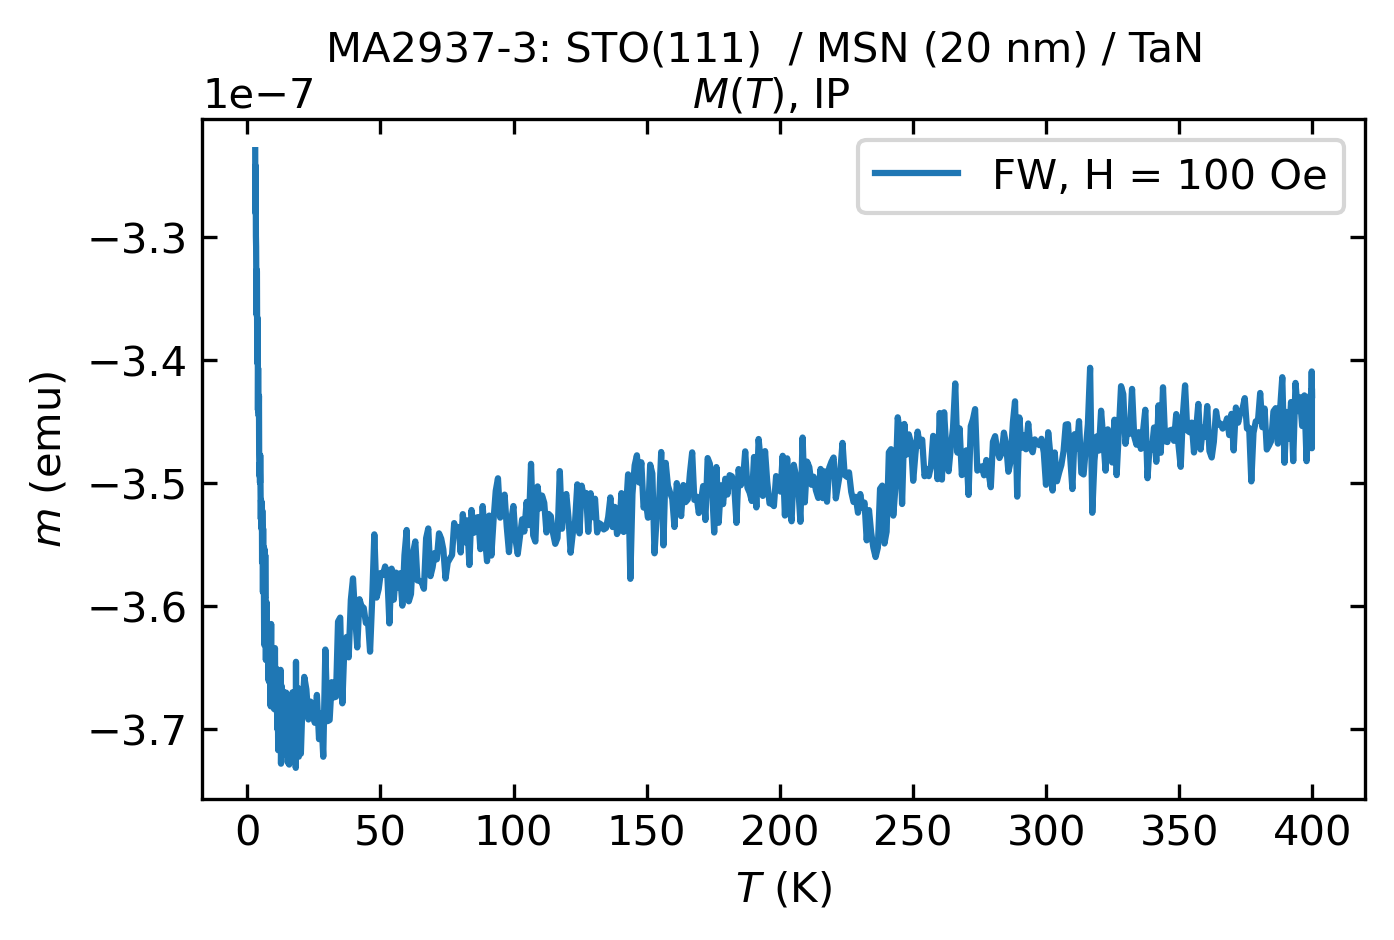 MA2937-3: STO(111)  / MSN (20 nm) / TaN
M(T), IP
1e−7
FW, H = 100 Oe
−3.3
−3.4
−3.5
−3.6
−3.7
m (emu)
0 50 100 150 200 250 300 350 400
T (K)